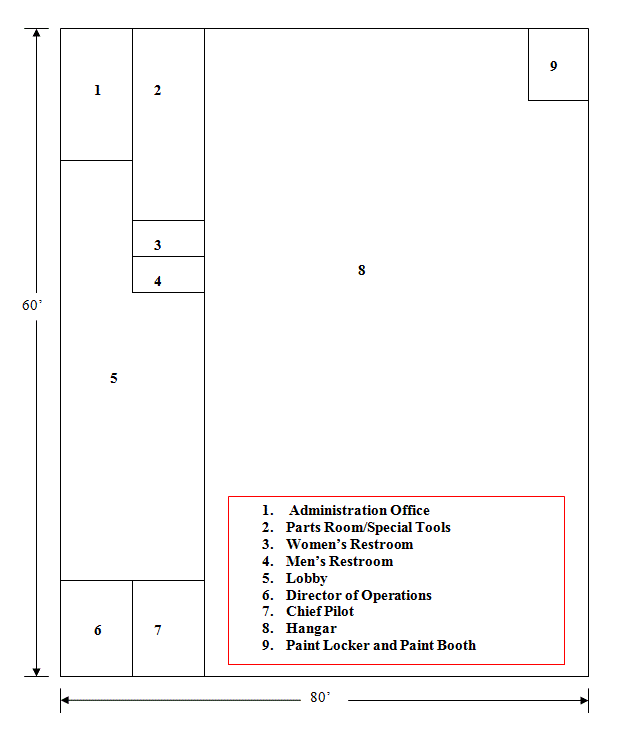 9
1
2
3
8
4
60’
5
1. Administration Office
2. Parts Room/Special Tools
3. Women’s Restroom
4. Men’s Restroom
5. Lobby
6. Director of Operations
7. Chief Pilot
8. Hangar
9. Paint Locker and Paint Booth
6
7
80’